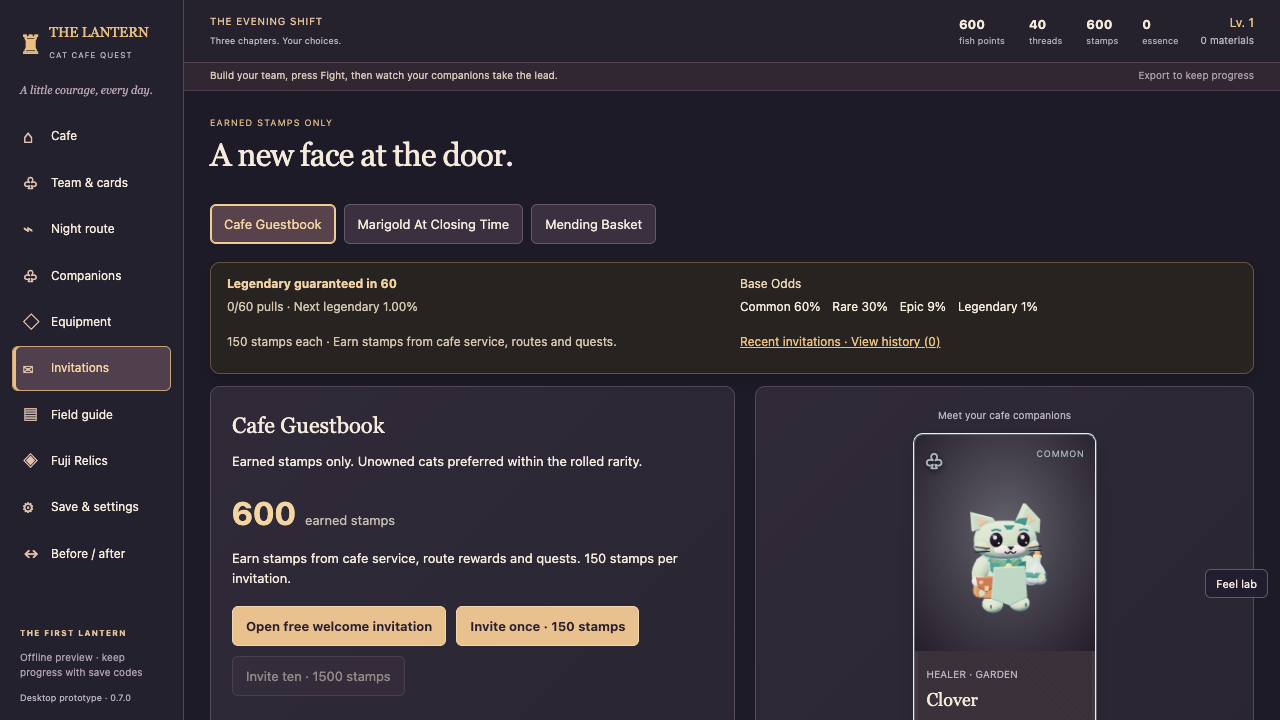 THE LANTERN
CAT CAFE QUEST
A little courage, every day.
Cafe
Team & cards
Night route
Companions
Equipment
Invitations
Field guide
Fuji Relics
Save & settings
Before / after
THE FIRST LANTERN
Offline preview · keep
progress with save codes
Desktop prototype · 0.7.0
THE EVENING SHIFT
Three chapters. Your choices.
600
fish points
40
threads
600
stamps
0
essence
Lv. 1
0 materials
Build your team, press Fight, then watch your companions take the lead.
Export to keep progress
EARNED STAMPS ONLY
A new face at the door.
Cafe Guestbook
Marigold At Closing Time
Mending Basket
Legendary guaranteed in 60
0/60 pulls · Next legendary 1.00%
150 stamps each · Earn stamps from cafe service, routes and quests.
Base Odds
Common 60% Rare 30% Epic 9% Legendary 1%
Recent invitations · View history (0)
Cafe Guestbook
Earned stamps only. Unowned cats preferred within the rolled rarity.
600 earned stamps
Earn stamps from cafe service, route rewards and quests. 150 stamps per
invitation.
Open free welcome invitation
Invite once · 150 stamps
Invite ten · 1500 stamps
Meet your cafe companions
COMMON
HEALER · GARDEN
Clover
Feel lab